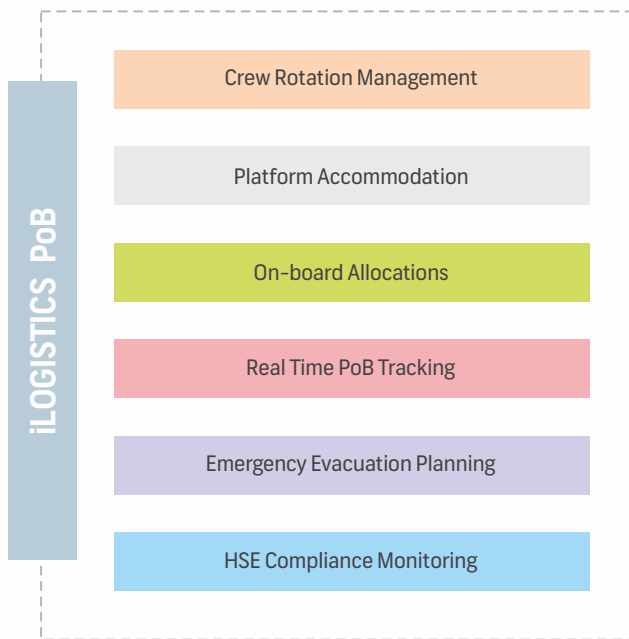 iLOGISTICS PoB
Crew Rotation Management
Platform Accommodation
On-board Allocations
Real Time PoB Tracking
Emergency Evacuation Planning
HSE Compliance Monitoring